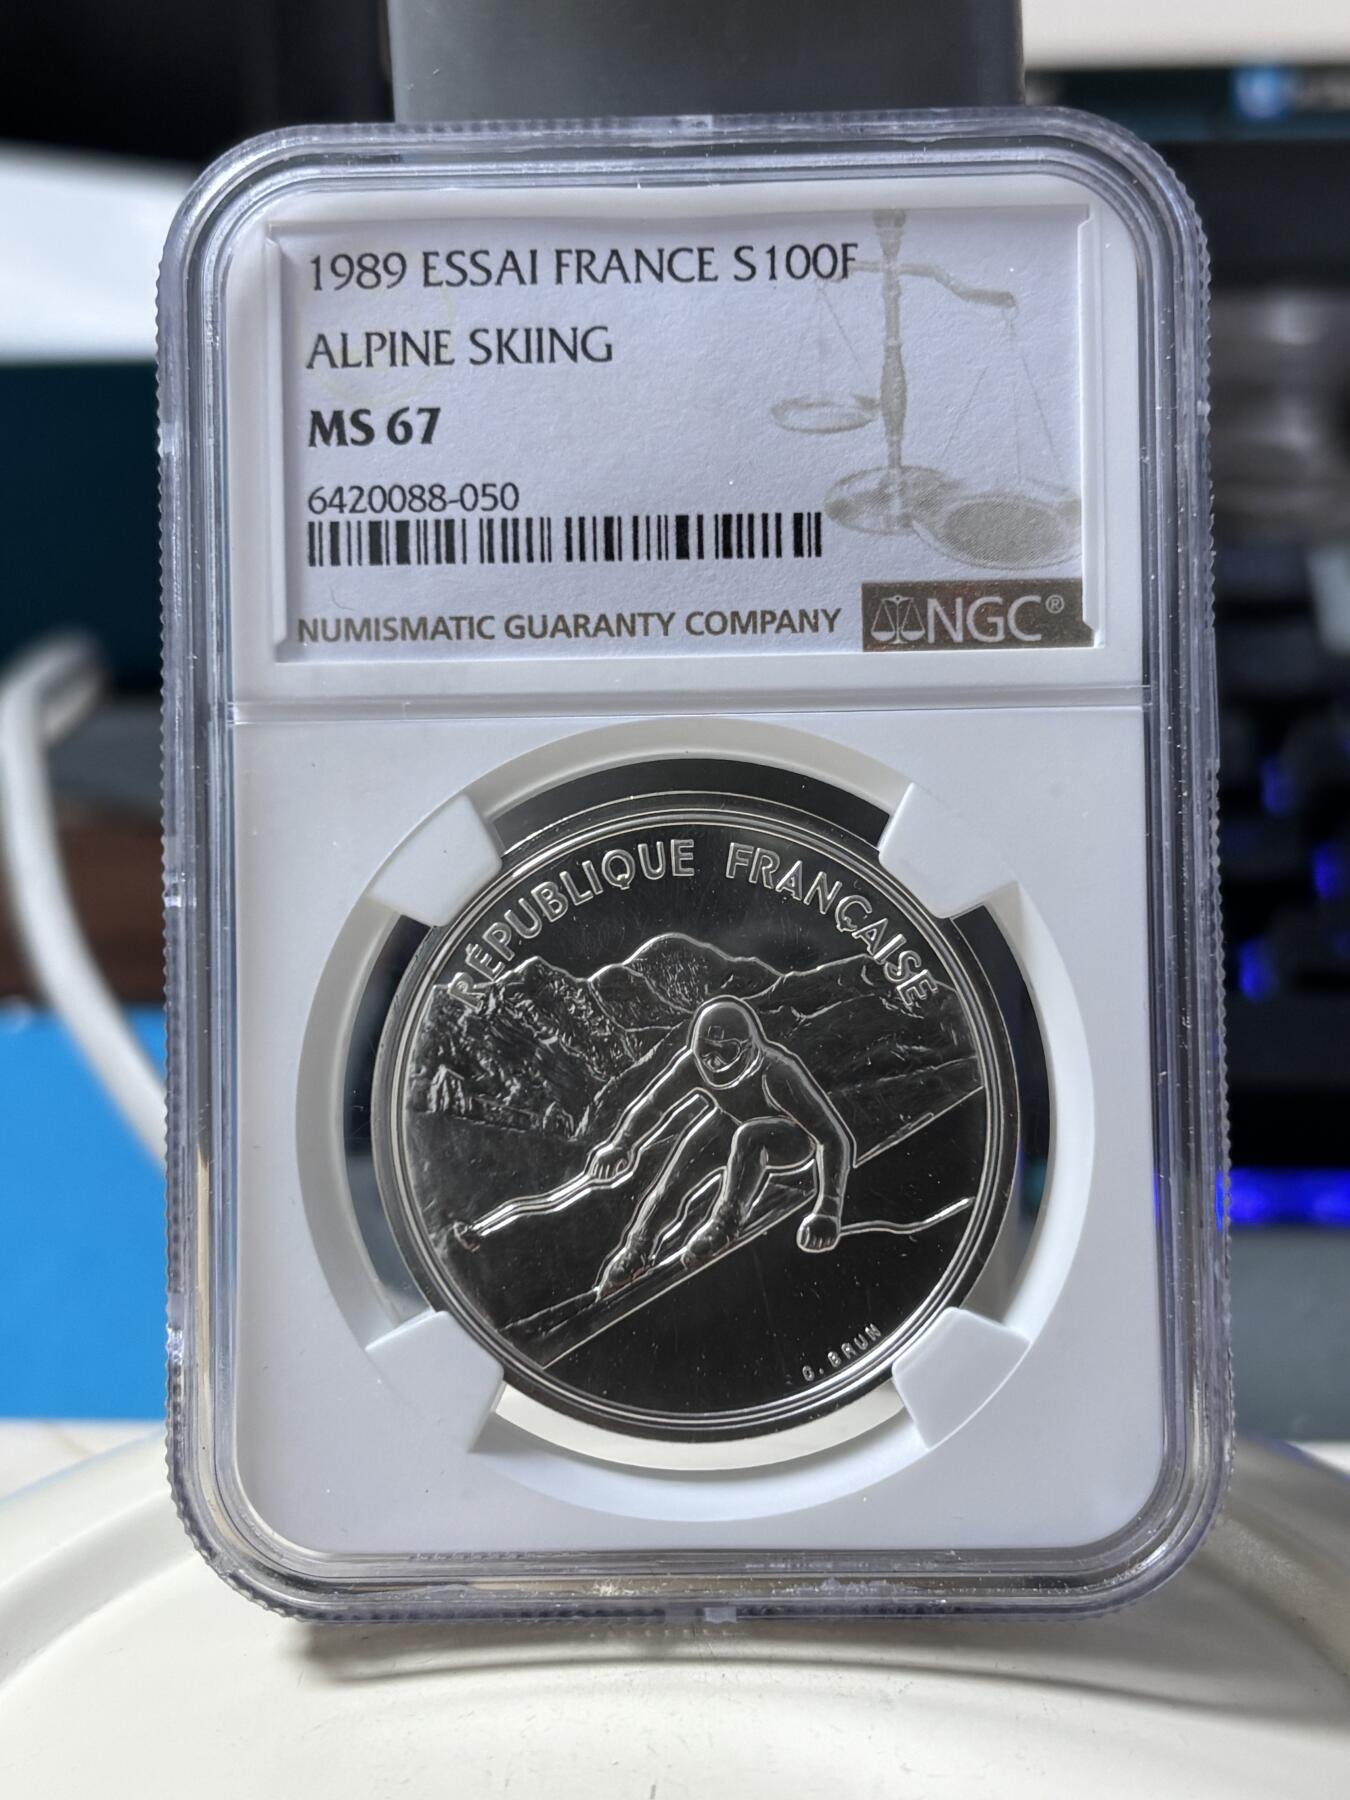 1989 ESSAI FRANCE S100F
ALPINE SKIING
MS 67
6420088-050
NUMISMATIC GUARANTY COMPANY
NGC®
RÉPUBLIQUE FRANÇAISE
O. BRUN